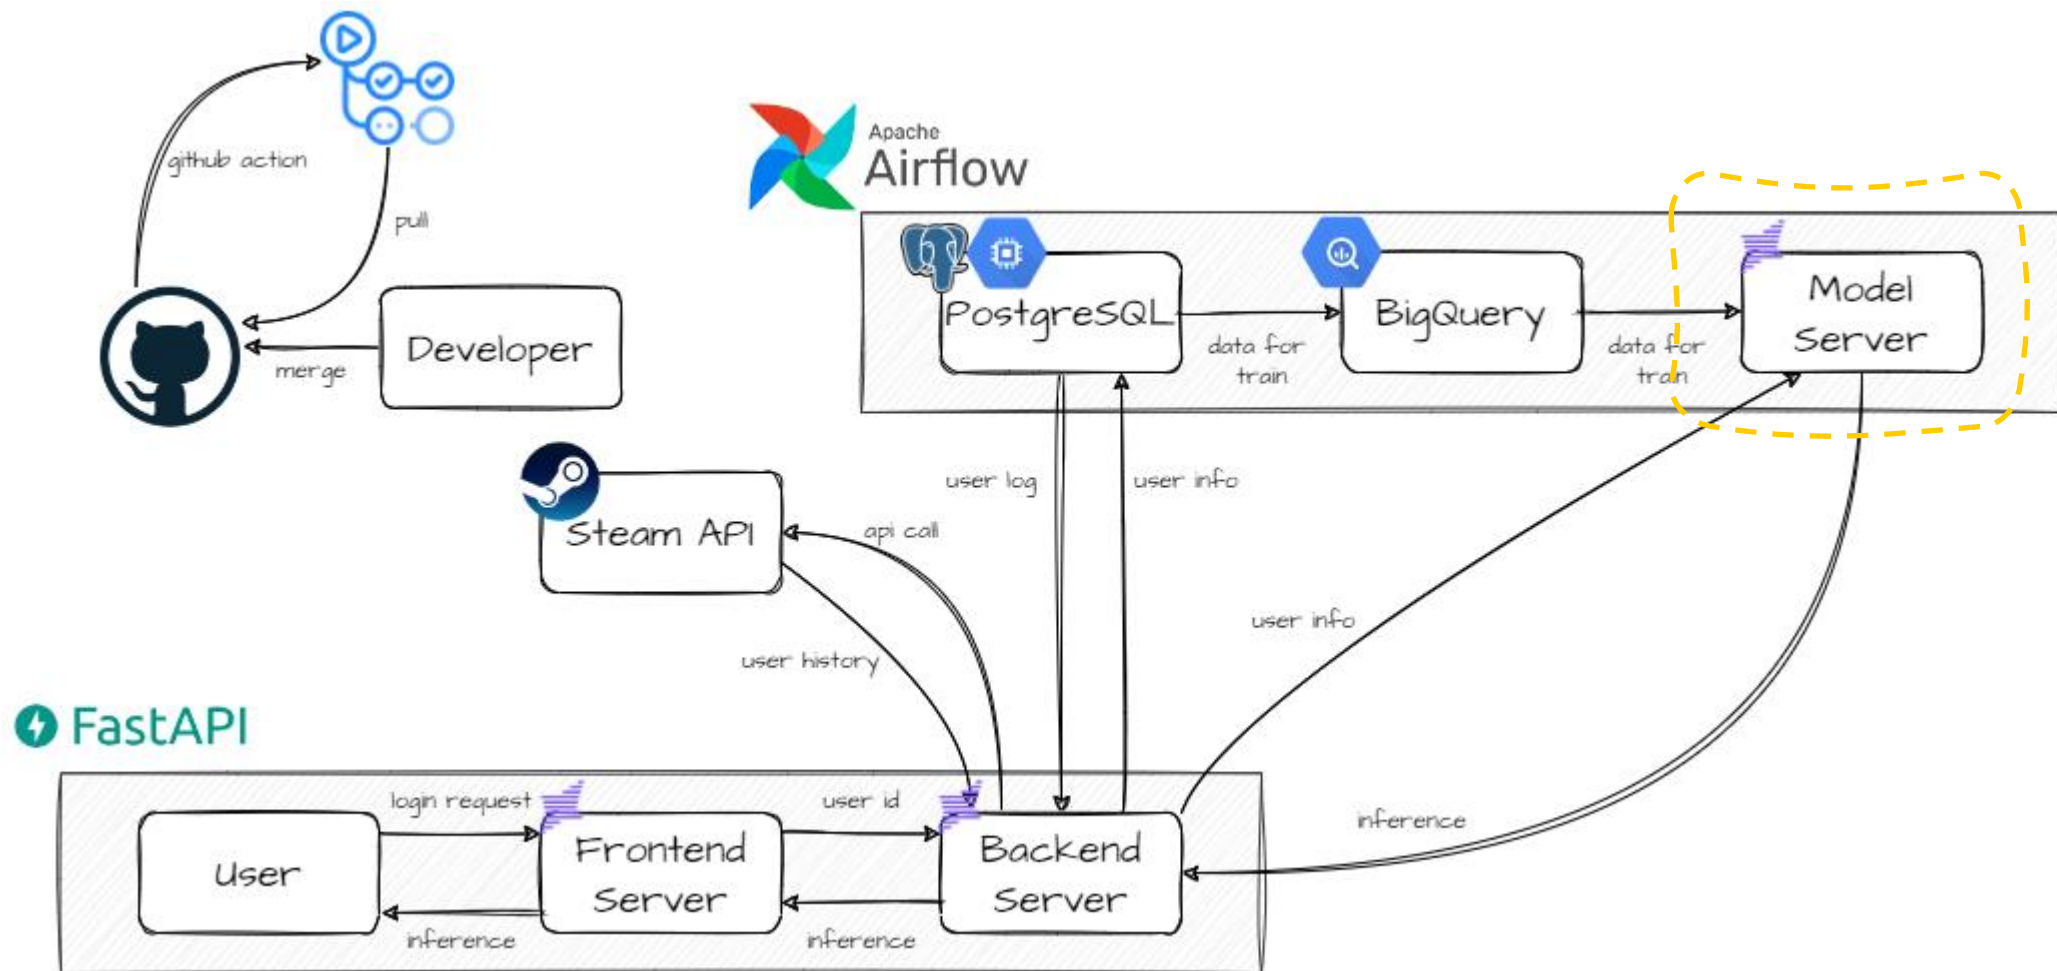 github action
pull
merge
Developer
Apache
Airflow
PostgreSQL
data for
train
BigQuery
data for
train
Model
Server
Steam API
api call
user history
user log
user info
user info
inference
FastAPI
User
login request
Frontend
Server
user id
Backend
Server
inference
inference